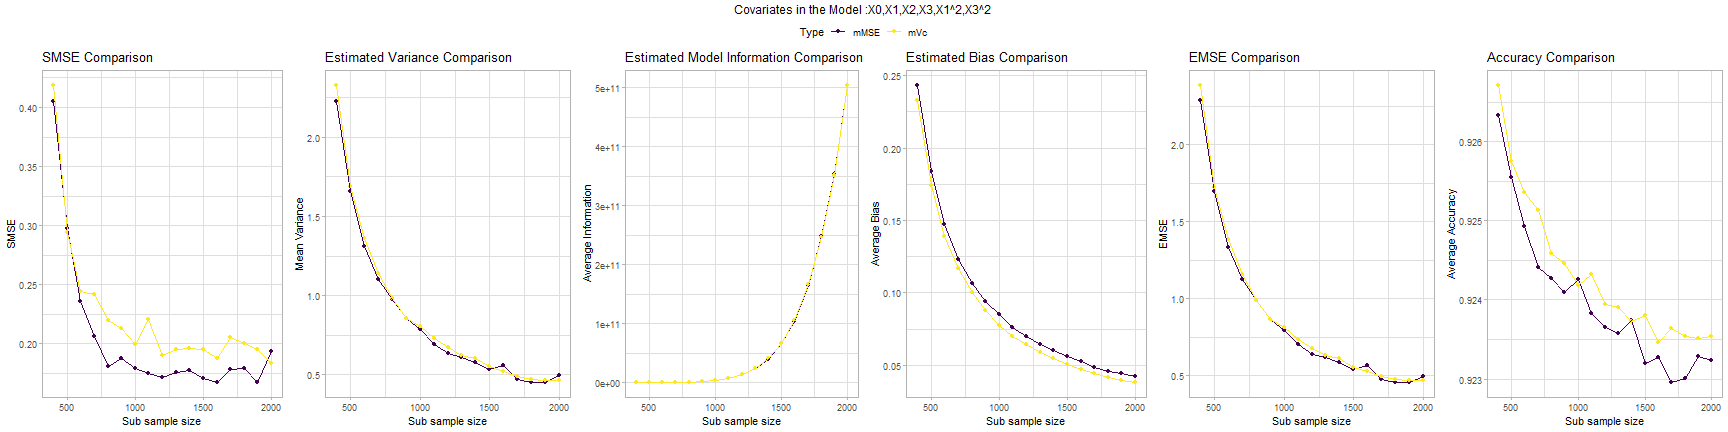 Covariates in the Model :X0,X1,X2,X3,X1^2,X3^2
Type mMSE mVc
SMSE Comparison
SMSE
0.40
0.35
0.30
0.25
0.20
500 1000 1500 2000
Sub sample size
Estimated Variance Comparison
Mean Variance
2.0
1.5
1.0
0.5
500 1000 1500 2000
Sub sample size
Estimated Model Information Comparison
Average Information
5e+11
4e+11
3e+11
2e+11
1e+11
0e+00
500 1000 1500 2000
Sub sample size
Estimated Bias Comparison
Average Bias
0.25
0.20
0.15
0.10
0.05
500 1000 1500 2000
Sub sample size
EMSE Comparison
EMSE
2.0
1.5
1.0
0.5
500 1000 1500 2000
Sub sample size
Accuracy Comparison
Average Accuracy
0.926
0.925
0.924
0.923
500 1000 1500 2000
Sub sample size